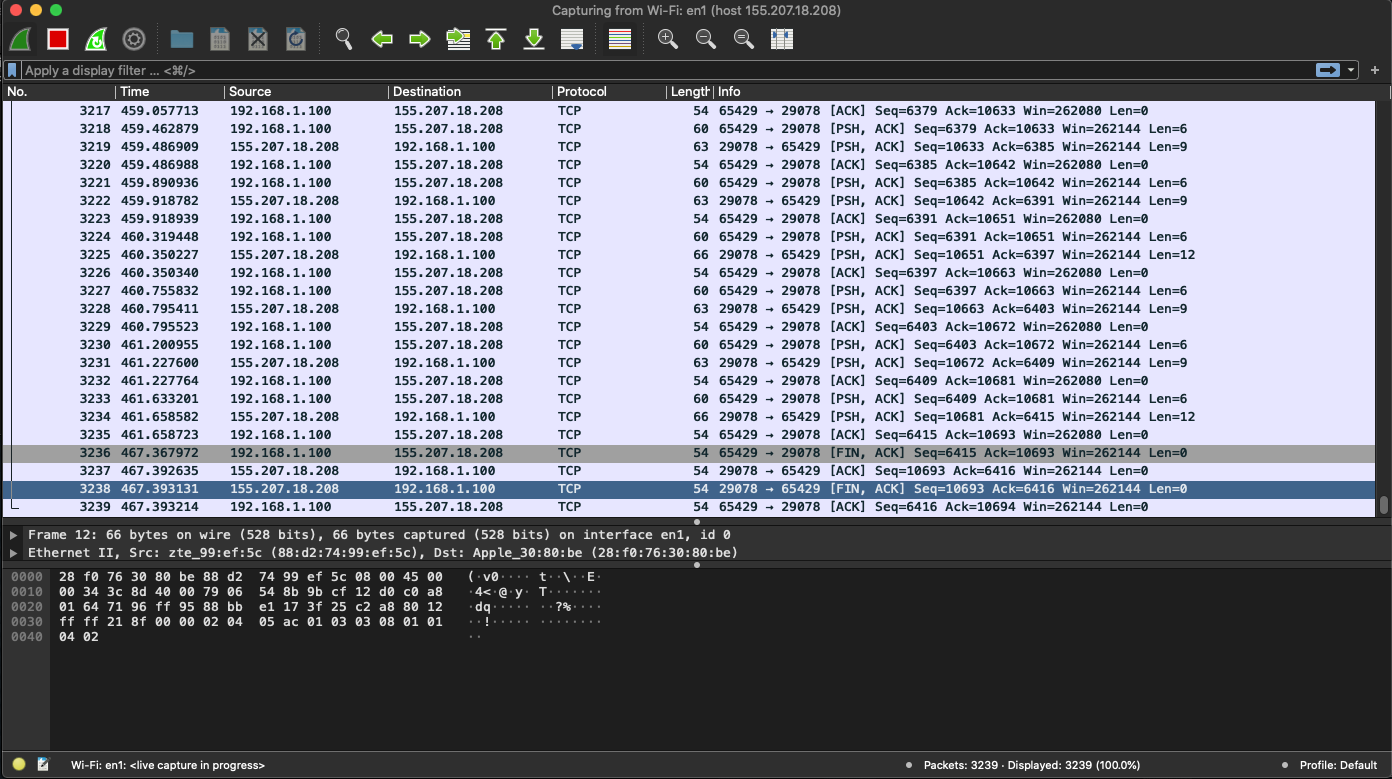 Capturing from Wi-Fi: en1 (host 155.207.18.208)
Apply a display filter ... <⌘/>
No. Time Source Destination Protocol Length Info
3217 459.057713 192.168.1.100 155.207.18.208 TCP 54 65429 → 29078 [ACK] Seq=6379 Ack=10633 Win=262080 Len=0
3218 459.462879 192.168.1.100 155.207.18.208 TCP 60 65429 → 29078 [PSH, ACK] Seq=6379 Ack=10633 Win=262144 Len=6
3219 459.486909 155.207.18.208 192.168.1.100 TCP 63 29078 → 65429 [PSH, ACK] Seq=10633 Ack=6385 Win=262144 Len=9
3220 459.486988 192.168.1.100 155.207.18.208 TCP 54 65429 → 29078 [ACK] Seq=6385 Ack=10642 Win=262080 Len=0
3221 459.890936 192.168.1.100 155.207.18.208 TCP 60 65429 → 29078 [PSH, ACK] Seq=6385 Ack=10642 Win=262144 Len=6
3222 459.918782 155.207.18.208 192.168.1.100 TCP 63 29078 → 65429 [PSH, ACK] Seq=10642 Ack=6391 Win=262144 Len=9
3223 459.918939 192.168.1.100 155.207.18.208 TCP 54 65429 → 29078 [ACK] Seq=6391 Ack=10651 Win=262080 Len=0
3224 460.319448 192.168.1.100 155.207.18.208 TCP 60 65429 → 29078 [PSH, ACK] Seq=6391 Ack=10651 Win=262144 Len=6
3225 460.350227 155.207.18.208 192.168.1.100 TCP 66 29078 → 65429 [PSH, ACK] Seq=10651 Ack=6397 Win=262144 Len=12
3226 460.350340 192.168.1.100 155.207.18.208 TCP 54 65429 → 29078 [ACK] Seq=6397 Ack=10663 Win=262080 Len=0
3227 460.755832 192.168.1.100 155.207.18.208 TCP 60 65429 → 29078 [PSH, ACK] Seq=6397 Ack=10663 Win=262144 Len=6
3228 460.795411 155.207.18.208 192.168.1.100 TCP 63 29078 → 65429 [PSH, ACK] Seq=10663 Ack=6403 Win=262144 Len=9
3229 460.795523 192.168.1.100 155.207.18.208 TCP 54 65429 → 29078 [ACK] Seq=6403 Ack=10672 Win=262080 Len=0
3230 461.200955 192.168.1.100 155.207.18.208 TCP 60 65429 → 29078 [PSH, ACK] Seq=6403 Ack=10672 Win=262144 Len=6
3231 461.227600 155.207.18.208 192.168.1.100 TCP 63 29078 → 65429 [PSH, ACK] Seq=10672 Ack=6409 Win=262144 Len=9
3232 461.227764 192.168.1.100 155.207.18.208 TCP 54 65429 → 29078 [ACK] Seq=6409 Ack=10681 Win=262080 Len=0
3233 461.633201 192.168.1.100 155.207.18.208 TCP 60 65429 → 29078 [PSH, ACK] Seq=6409 Ack=10681 Win=262144 Len=6
3234 461.658582 155.207.18.208 192.168.1.100 TCP 66 29078 → 65429 [PSH, ACK] Seq=10681 Ack=6415 Win=262144 Len=12
3235 461.658723 192.168.1.100 155.207.18.208 TCP 54 65429 → 29078 [ACK] Seq=6415 Ack=10693 Win=262080 Len=0
3236 467.367972 192.168.1.100 155.207.18.208 TCP 54 65429 → 29078 [FIN, ACK] Seq=6415 Ack=10693 Win=262144 Len=0
3237 467.392635 155.207.18.208 192.168.1.100 TCP 54 29078 → 65429 [ACK] Seq=10693 Ack=6416 Win=262144 Len=0
3238 467.393131 155.207.18.208 192.168.1.100 TCP 54 29078 → 65429 [FIN, ACK] Seq=10693 Ack=6416 Win=262144 Len=0
3239 467.393214 192.168.1.100 155.207.18.208 TCP 54 65429 → 29078 [ACK] Seq=6416 Ack=10694 Win=262144 Len=0
Frame 12: 66 bytes on wire (528 bits), 66 bytes captured (528 bits) on interface en1, id 0
Ethernet II, Src: zte_99:ef:5c (88:d2:74:99:ef:5c), Dst: Apple_30:80:be (28:f0:76:30:80:be)
0000 28 f0 76 30 80 be 88 d2 74 99 ef 5c 08 00 45 00 (·v0···· t··\··E·
0010 00 34 3c 8d 40 00 79 06 54 8b 9b cf 12 d0 c0 a8 ·4<·@·y· T·······
0020 01 64 71 96 ff 95 88 bb e1 17 3f 25 c2 a8 80 12 ·dq····· ··?%····
0030 ff ff 21 8f 00 00 02 04 05 ac 01 03 03 08 01 01 ··!····· ········
0040 04 02 ··
Wi-Fi: en1: <live capture in progress> Packets: 3239 · Displayed: 3239 (100.0%) Profile: Default